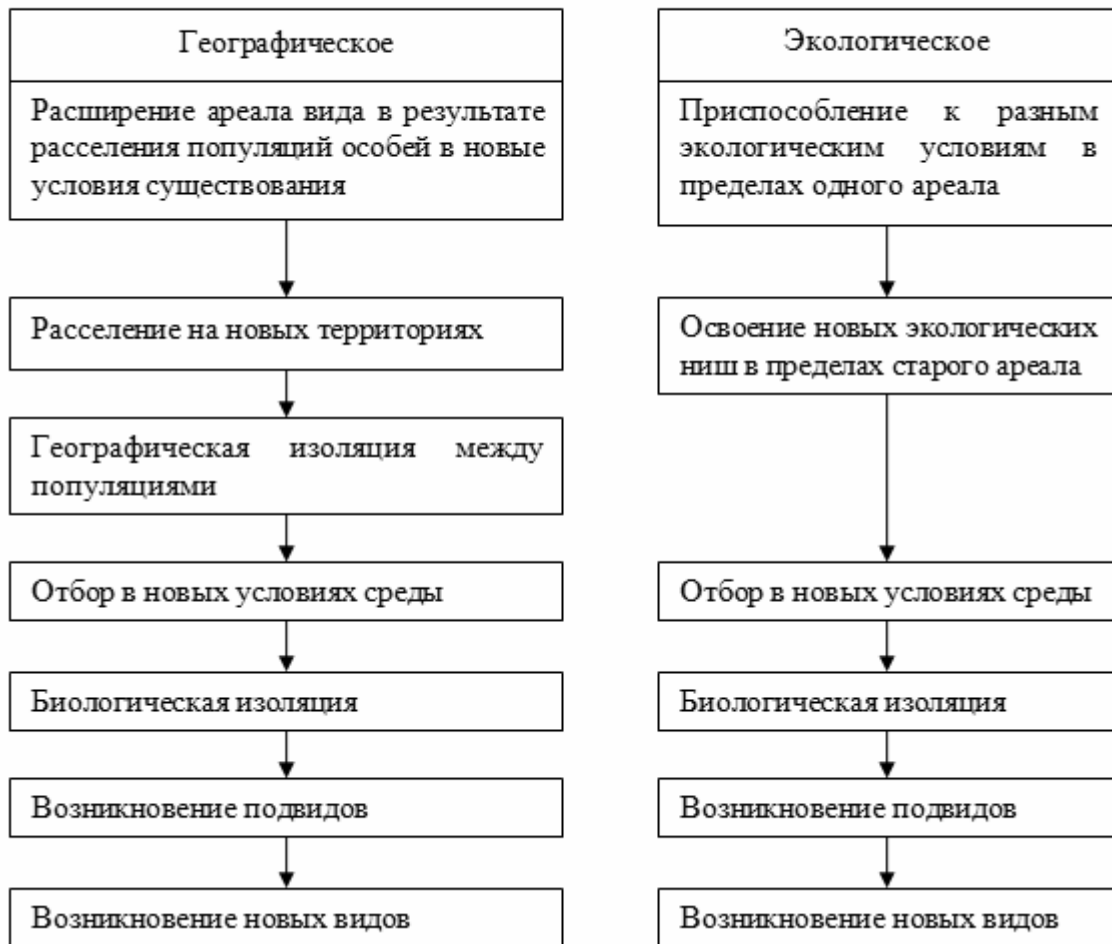 Географическое
Расширение ареала вида в результате
расселения популяций особей в новые
условия существования
Расселение на новых территориях
Географическая изоляция между
популяциями
Отбор в новых условиях среды
Биологическая изоляция
Возникновение подвидов
Возникновение новых видов
Экологическое
Приспособление к разным
экологическим условиям в
пределах одного ареала
Освоение новых экологических
ниш в пределах старого ареала
Отбор в новых условиях среды
Биологическая изоляция
Возникновение подвидов
Возникновение новых видов